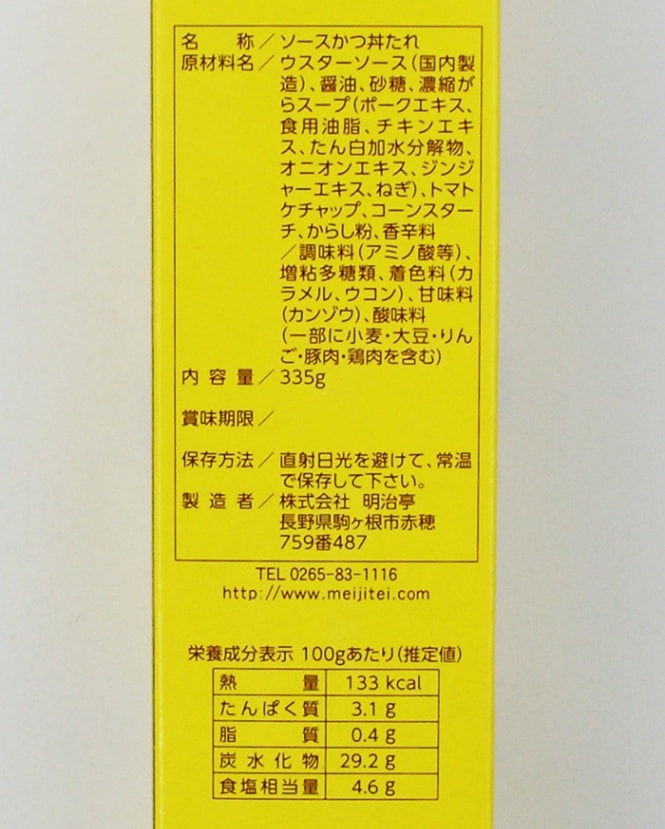 名称／ソースかつ丼たれ
原材料名／ウスターソース（国内製
造）、醤油、砂糖、濃縮が
らスープ（ポークエキス、
食用油脂、チキンエキ
ス、たん白加水分解物、
オニオンエキス、ジンジ
ャーエキス、ねぎ）、トマト
ケチャップ、コーンスター
チ、からし粉、香辛料
／調味料（アミノ酸等）、
増粘多糖類、着色料（カ
ラメル、ウコン）、甘味料
（カンゾウ）、酸味料
（一部に小麦・大豆・りん
ご・豚肉・鶏肉を含む）
内容量／335g
賞味期限／
保存方法／直射日光を避けて、常温
で保存して下さい。
製造者／株式会社 明治亭
長野県駒ヶ根市赤穂
759番487
TEL 0265-83-1116
http://www.meijitei.com
栄養成分表示 100gあたり（推定値）
熱量 133 kcal
たんぱく質 3.1 g
脂質 0.4 g
炭水化物 29.2 g
食塩相当量 4.6 g